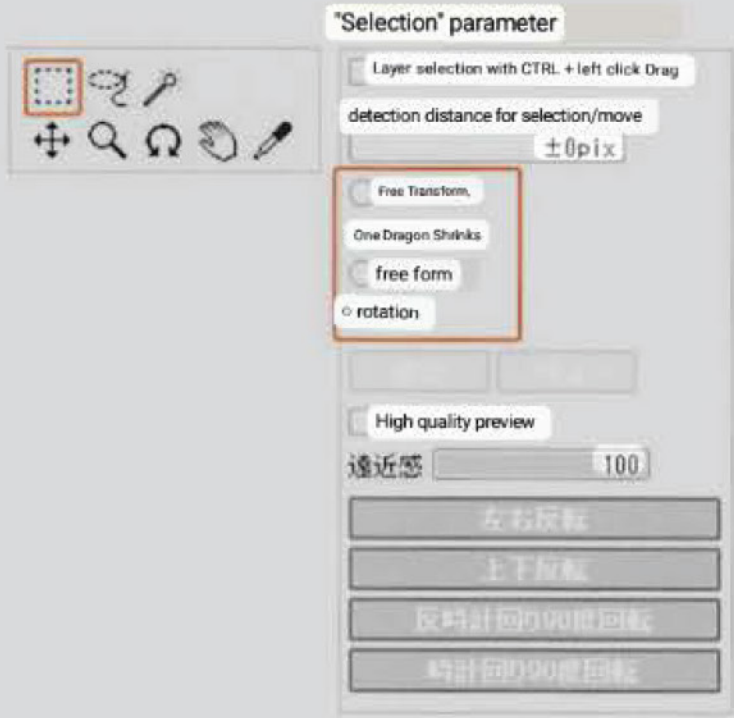 "Selection" parameter
Layer selection with CTRL + left click Drag
detection distance for selection/move
±0pix
Free Transform,
One Dragon Shrinks
free form
○ rotation
High quality preview
遠近感 100
左右反転
上下反転
反時計回り90度回転
時計回り90度回転